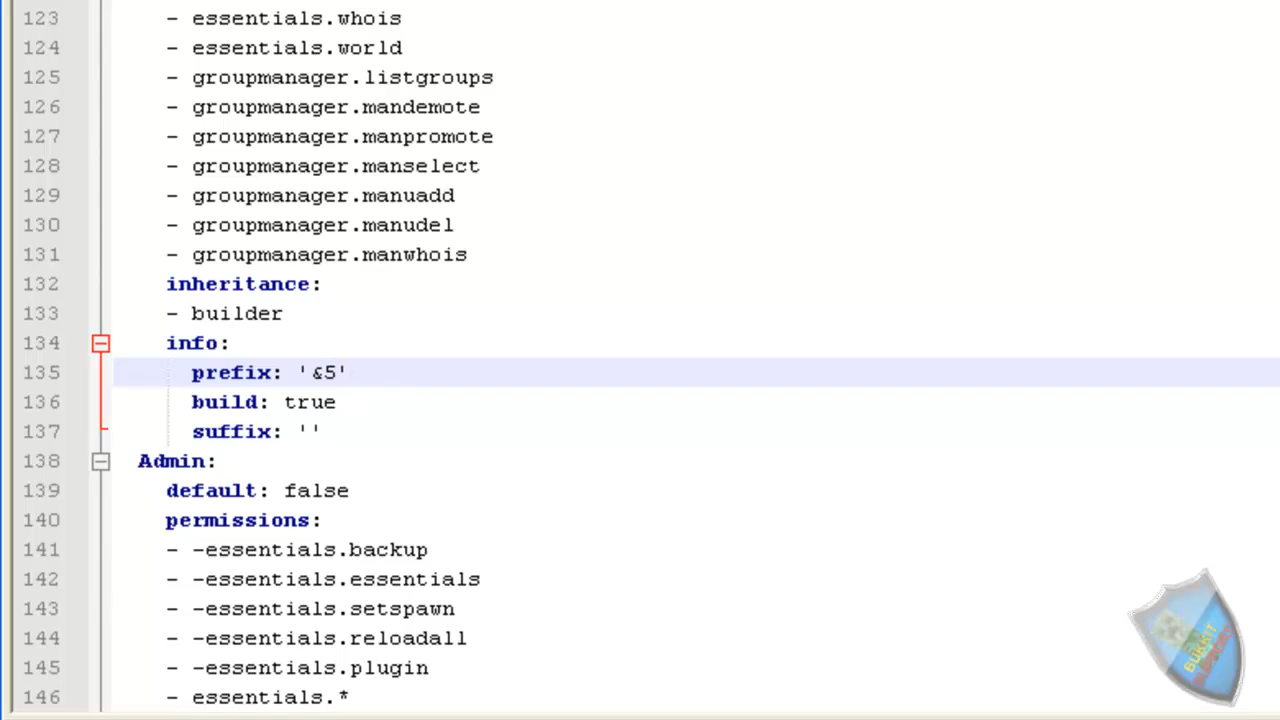 123 - essentials.whois
124 - essentials.world
125 - groupmanager.listgroups
126 - groupmanager.mandemote
127 - groupmanager.manpromote
128 - groupmanager.manselect
129 - groupmanager.manuadd
130 - groupmanager.manudel
131 - groupmanager.manwhois
132 inheritance:
133 - builder
134 info:
135 prefix: '&5'
136 build: true
137 suffix: ''
138 Admin:
139 default: false
140 permissions:
141 - -essentials.backup
142 - -essentials.essentials
143 - -essentials.setspawn
144 - -essentials.reloadall
145 - -essentials.plugin
146 - essentials.*
BUKKIT